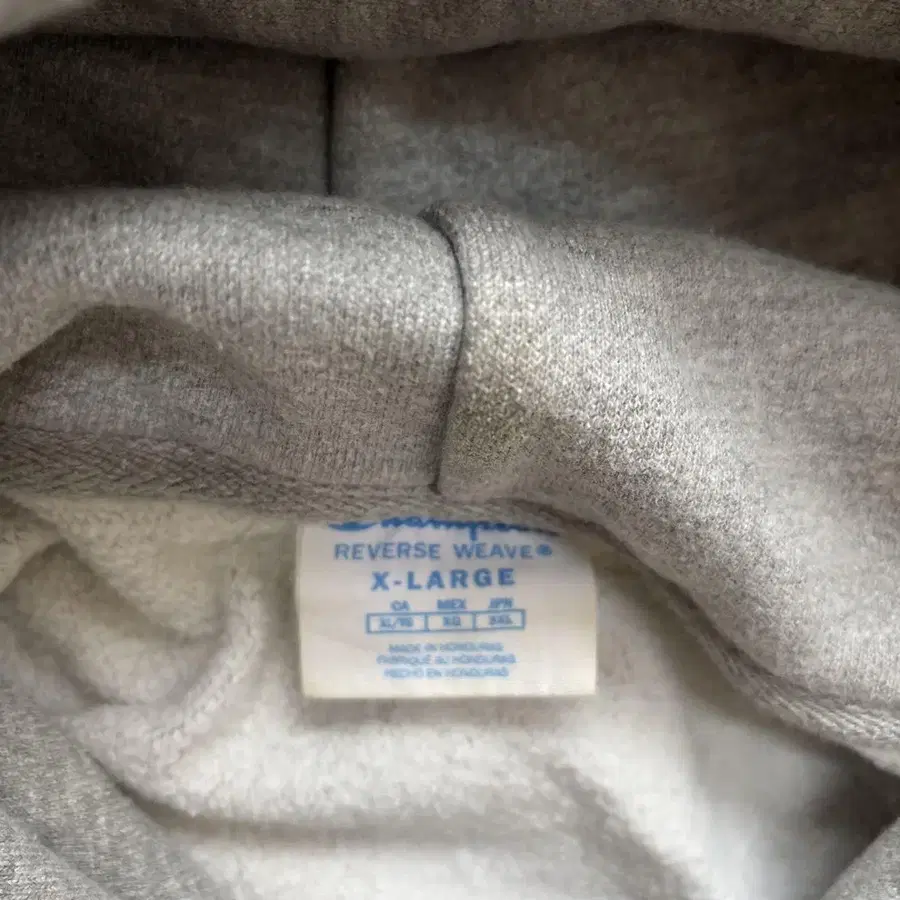 Champion
REVERSE WEAVE®
X-LARGE
CA MEX JPN
XL/TG XG 3XL
MADE IN HONDURAS
FABRIQUÉ AU HONDURAS
HECHO EN HONDURAS